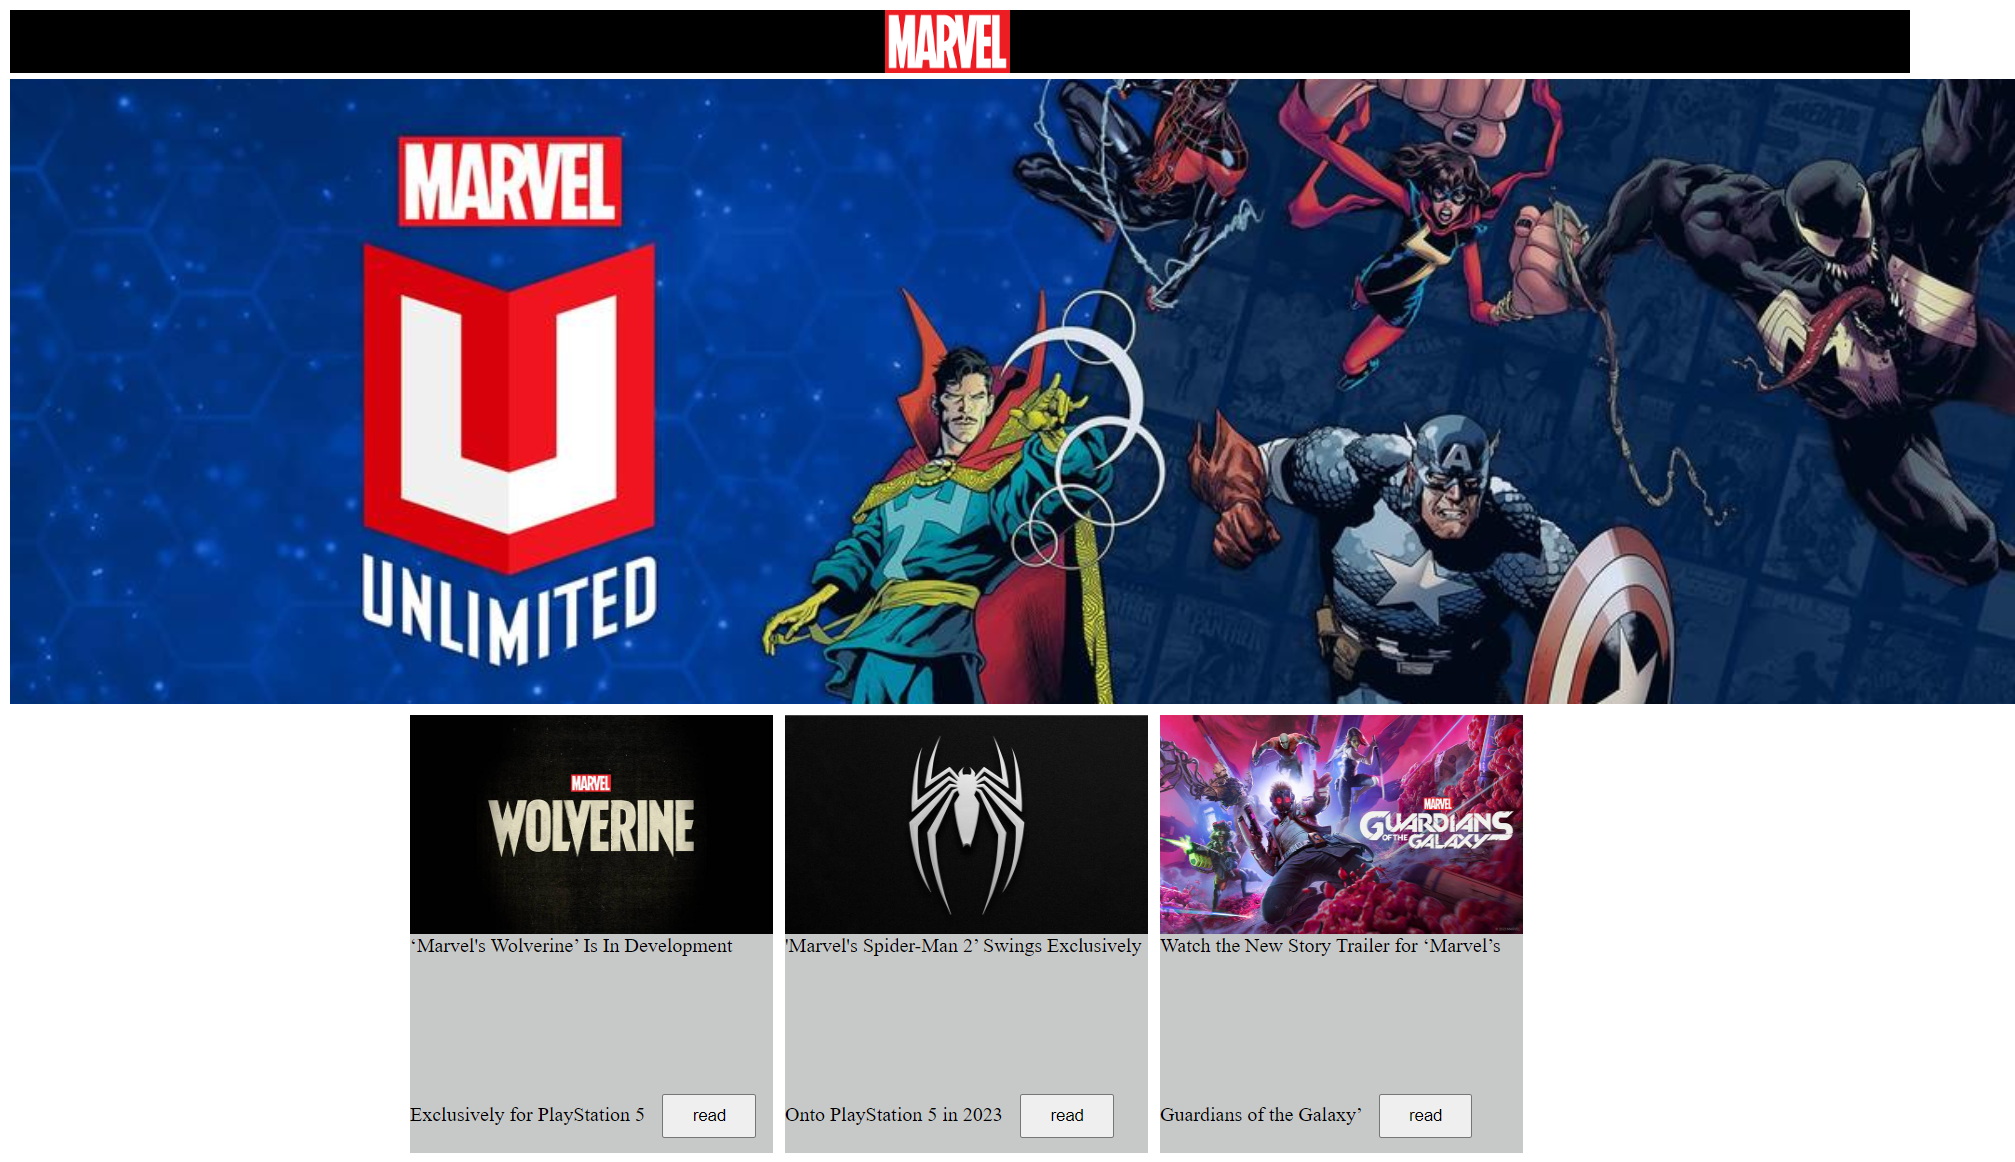 MARVEL
MARVEL
U
UNLIMITED
MARVEL
WOLVERINE
MARVEL
GUARDIANS
OF THE
GALAXY
‘Marvel's Wolverine’ Is In Development
Exclusively for PlayStation 5
read
'Marvel's Spider-Man 2’ Swings Exclusively
Onto PlayStation 5 in 2023
read
Watch the New Story Trailer for ‘Marvel’s
Guardians of the Galaxy’
read